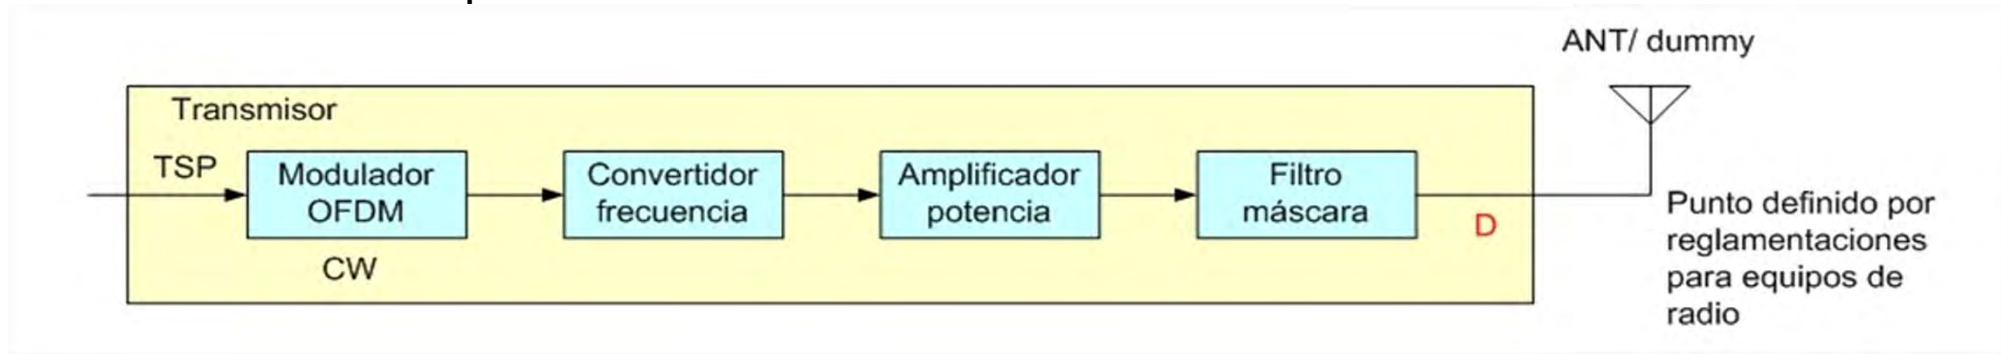 ANT/ dummy
Transmisor
TSP
Modulador
OFDM
CW
Convertidor
frecuencia
Amplificador
potencia
Filtro
máscara
D
Punto definido por
reglamentaciones
para equipos de
radio